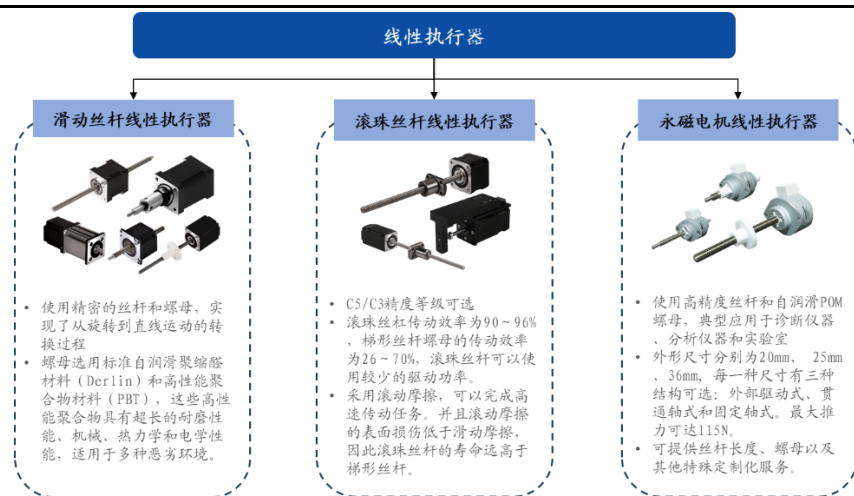 线性执行器
滑动丝杆线性执行器
• 使用精密的丝杆和螺母，实
现了从旋转到直线运动的转
换过程
• 螺母选用标准自润滑聚缩醛
材料（Derlin）和高性能聚
合物材料（PBT），这些高性
能聚合物具有超长的耐磨性
能、机械、热力学和电学性
能，适用于多种恶劣环境。
滚珠丝杆线性执行器
• C5/C3精度等级可选
• 滚珠丝杠传动效率为90~96%
，梯形丝杆螺母的传动效率
为26~70%，滚珠丝杆可以使
用较少的驱动功率。
• 采用滚动摩擦，可以完成高
速传动任务。并且滚动摩擦
的表面损伤低于滑动摩擦，
因此滚珠丝杆的寿命远高于
梯形丝杆。
永磁电机线性执行器
• 使用高精度丝杆和自润滑POM
螺母，典型应用于诊断仪器
、分析仪器和实验室
• 外形尺寸分别为20mm、 25mm
、36mm，每一种尺寸有三种
结构可选：外部驱动式、贯
通轴式和固定轴式。最大推
力可达115N。
• 可提供丝杆长度、螺母以及
其他特殊定制化服务。